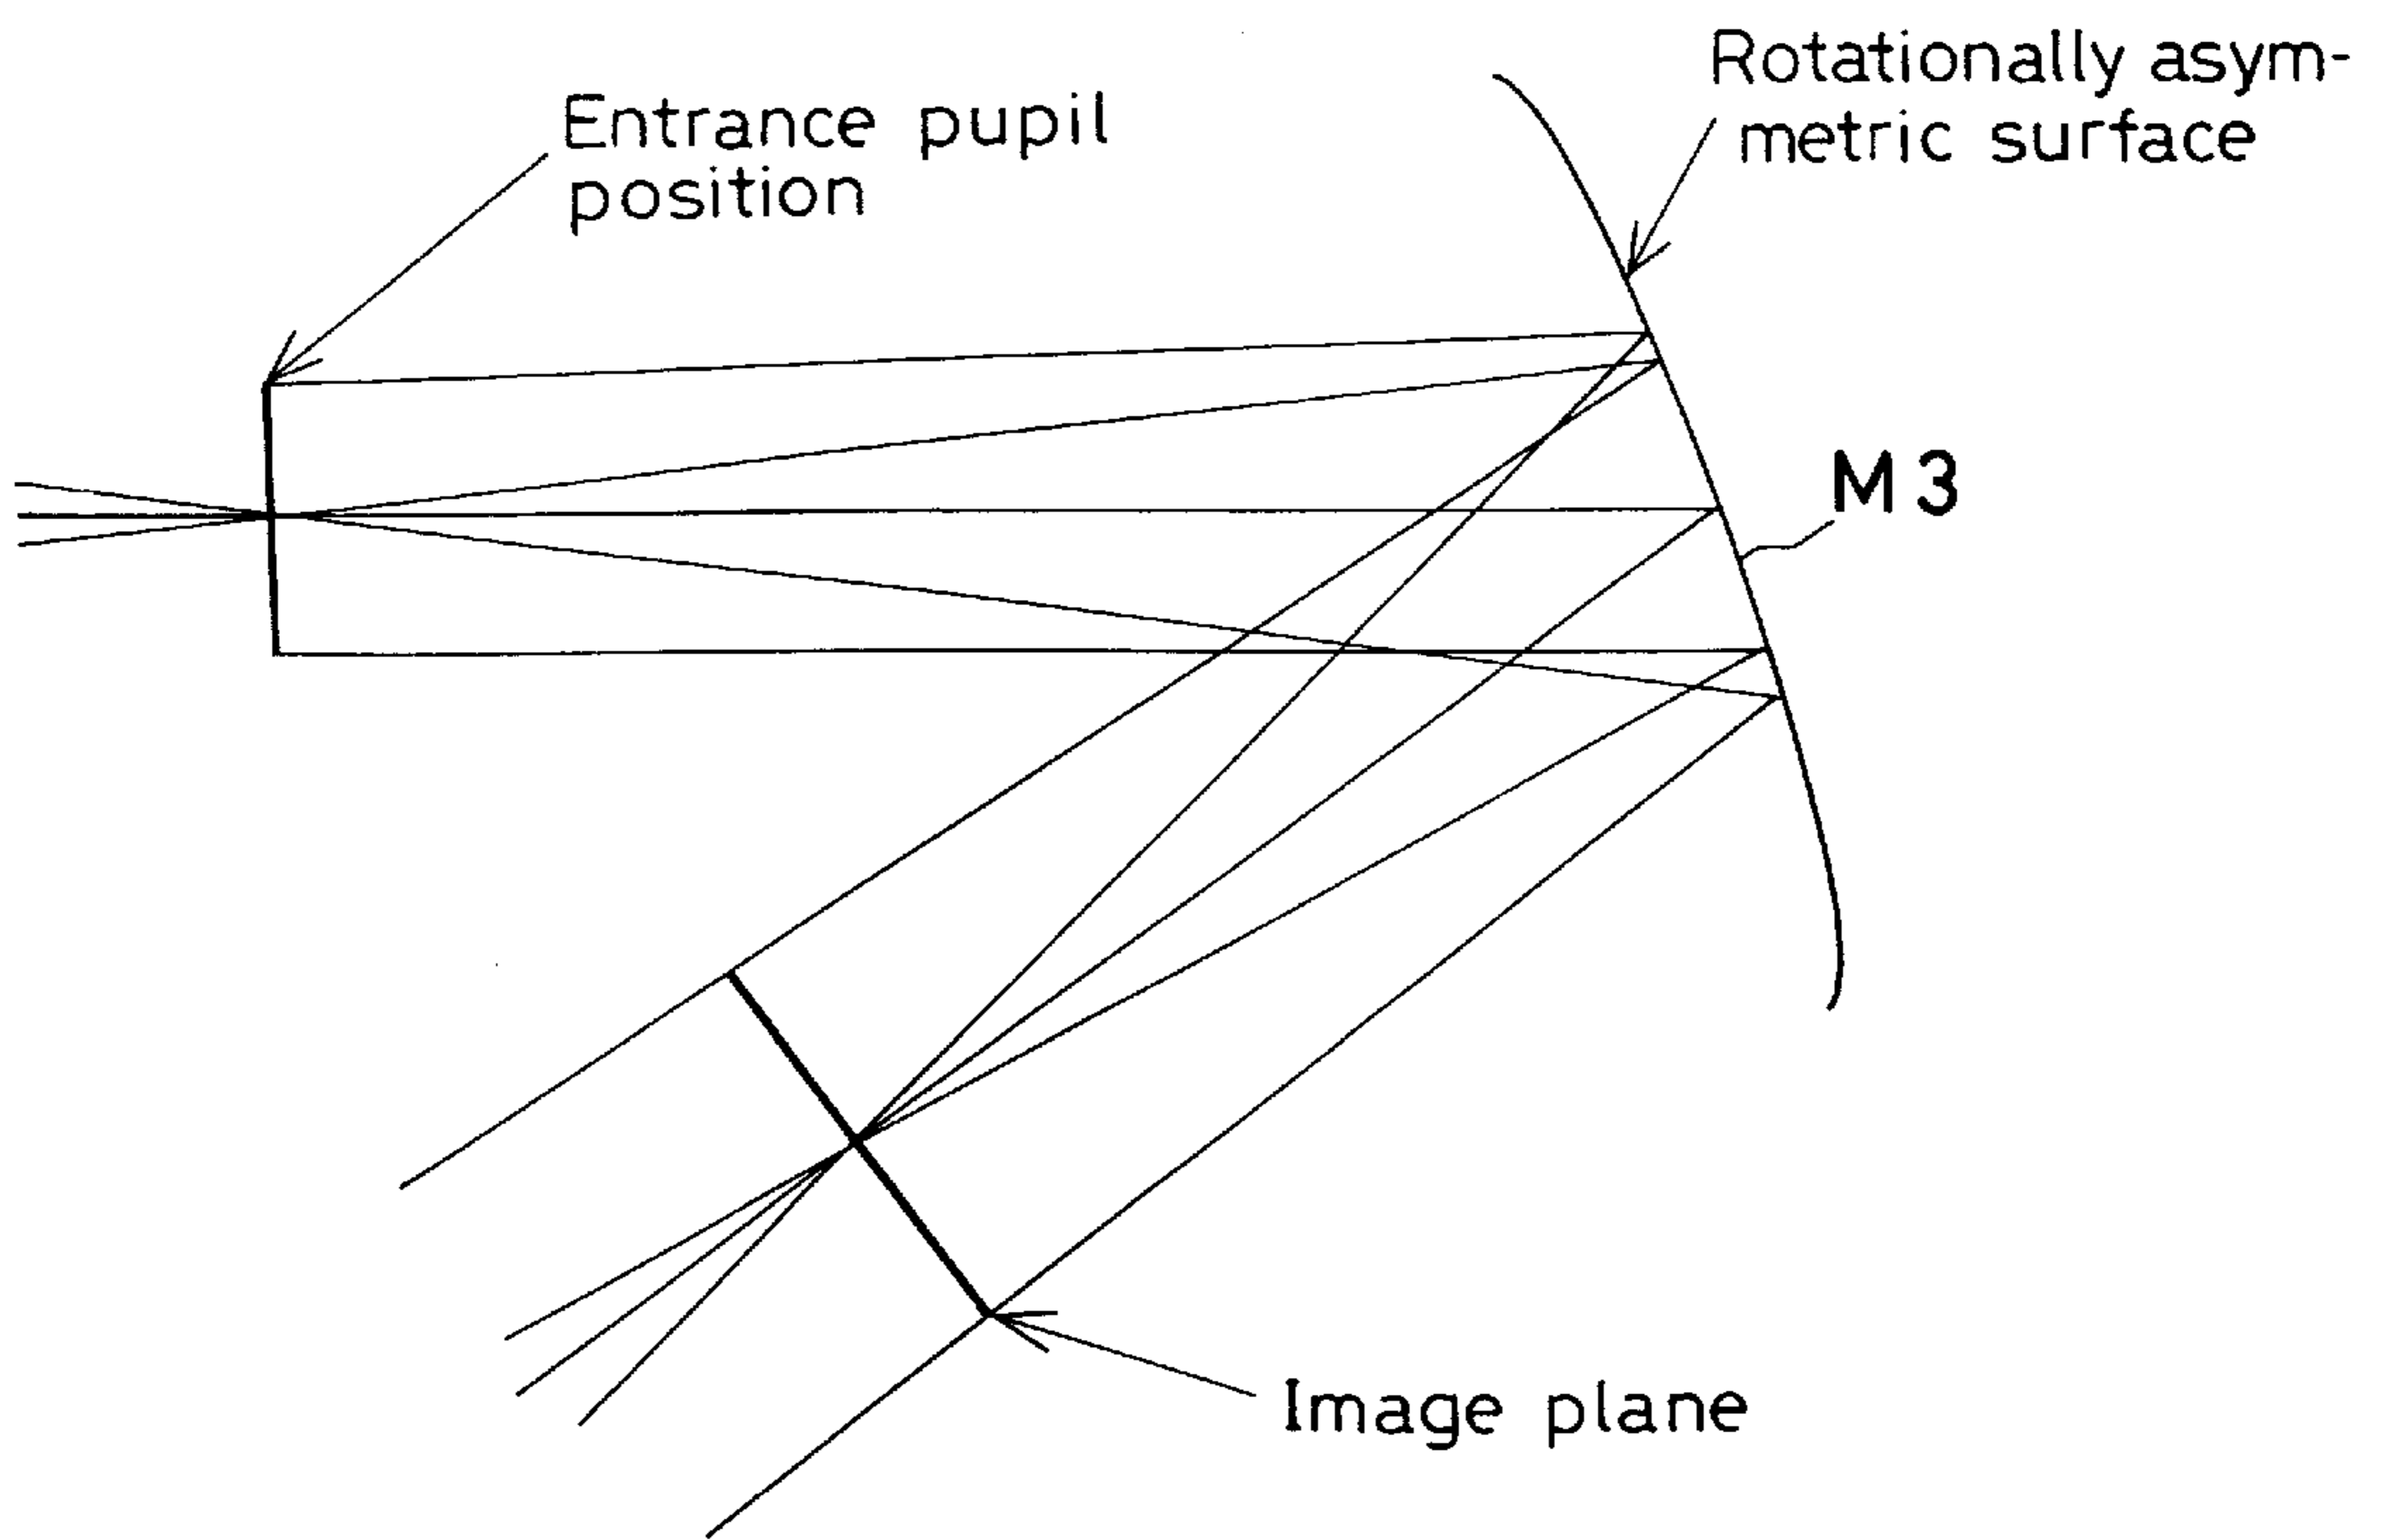 Entrance pupil
position
Rotationally asym-
metric surface
M3
Image plane